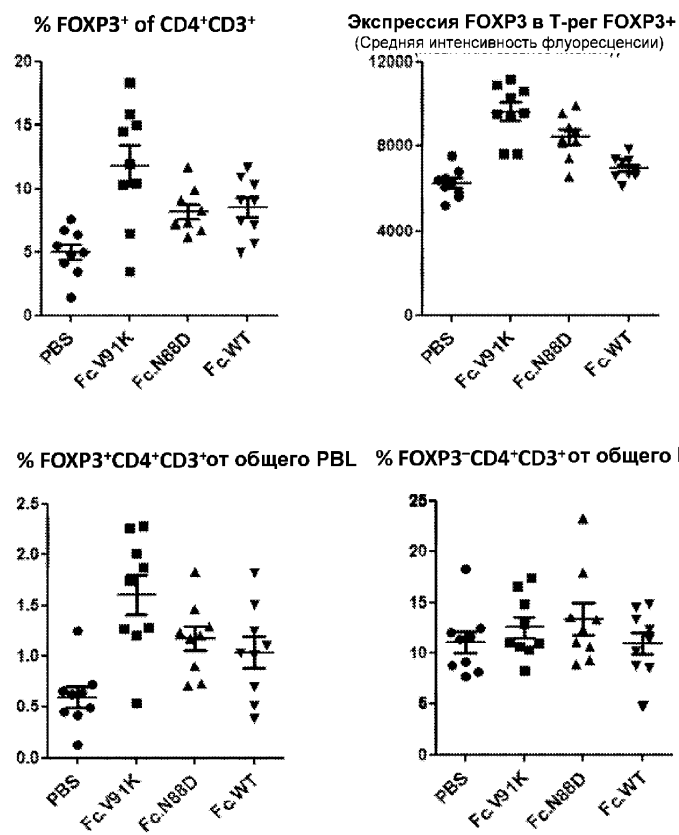 % FOXP3⁺ of CD4⁺CD3⁺
20
15
10
5
0
PBS
Fc.V91K
Fc.N88D
Fc.WT
Экспрессия FOXP3 в Т-рег FOXP3+
(Средняя интенсивность флуоресценции)
12000
8000
4000
0
PBS
Fc.V91K
Fc.N88D
Fc.WT
% FOXP3⁺CD4⁺CD3⁺от общего PBL
2.5
2.0
1.5
1.0
0.5
0.0
PBS
Fc.V91K
Fc.N88D
Fc.WT
% FOXP3⁻CD4⁺CD3⁺от общего
25
20
15
10
5
0
PBS
Fc.V91K
Fc.N88D
Fc.WT